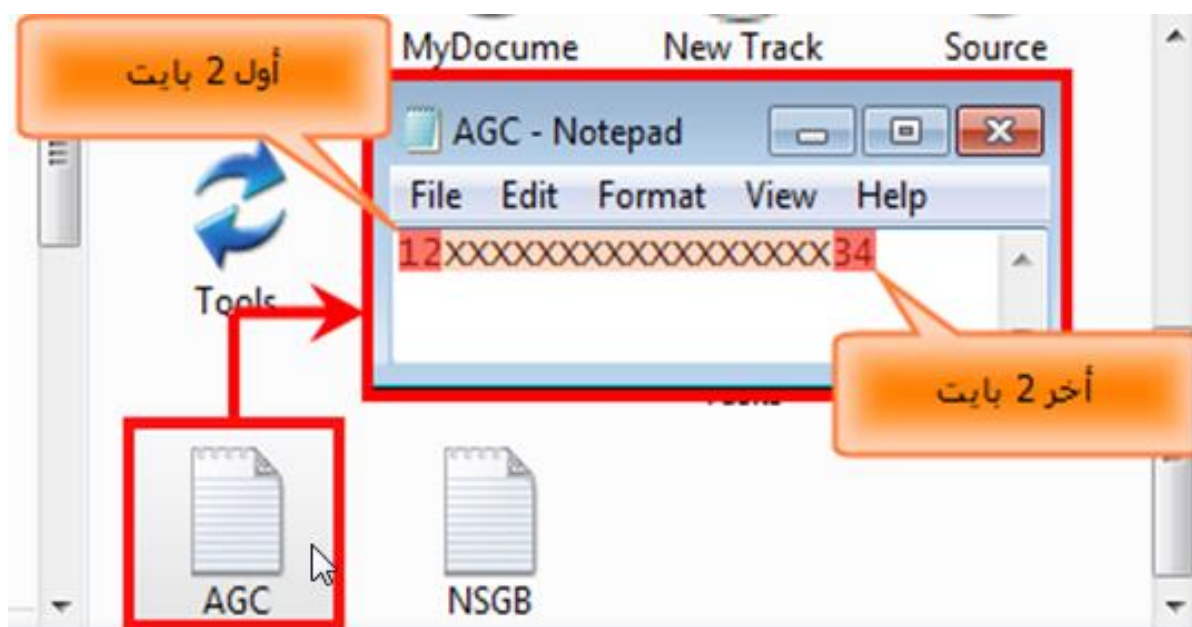 MyDocume New Track Source
أول 2 بايت
AGC - Notepad
File Edit Format View Help
12XXXXXXXXXXXXXXXXXX34
Tools
أخر 2 بايت
AGC NSGB